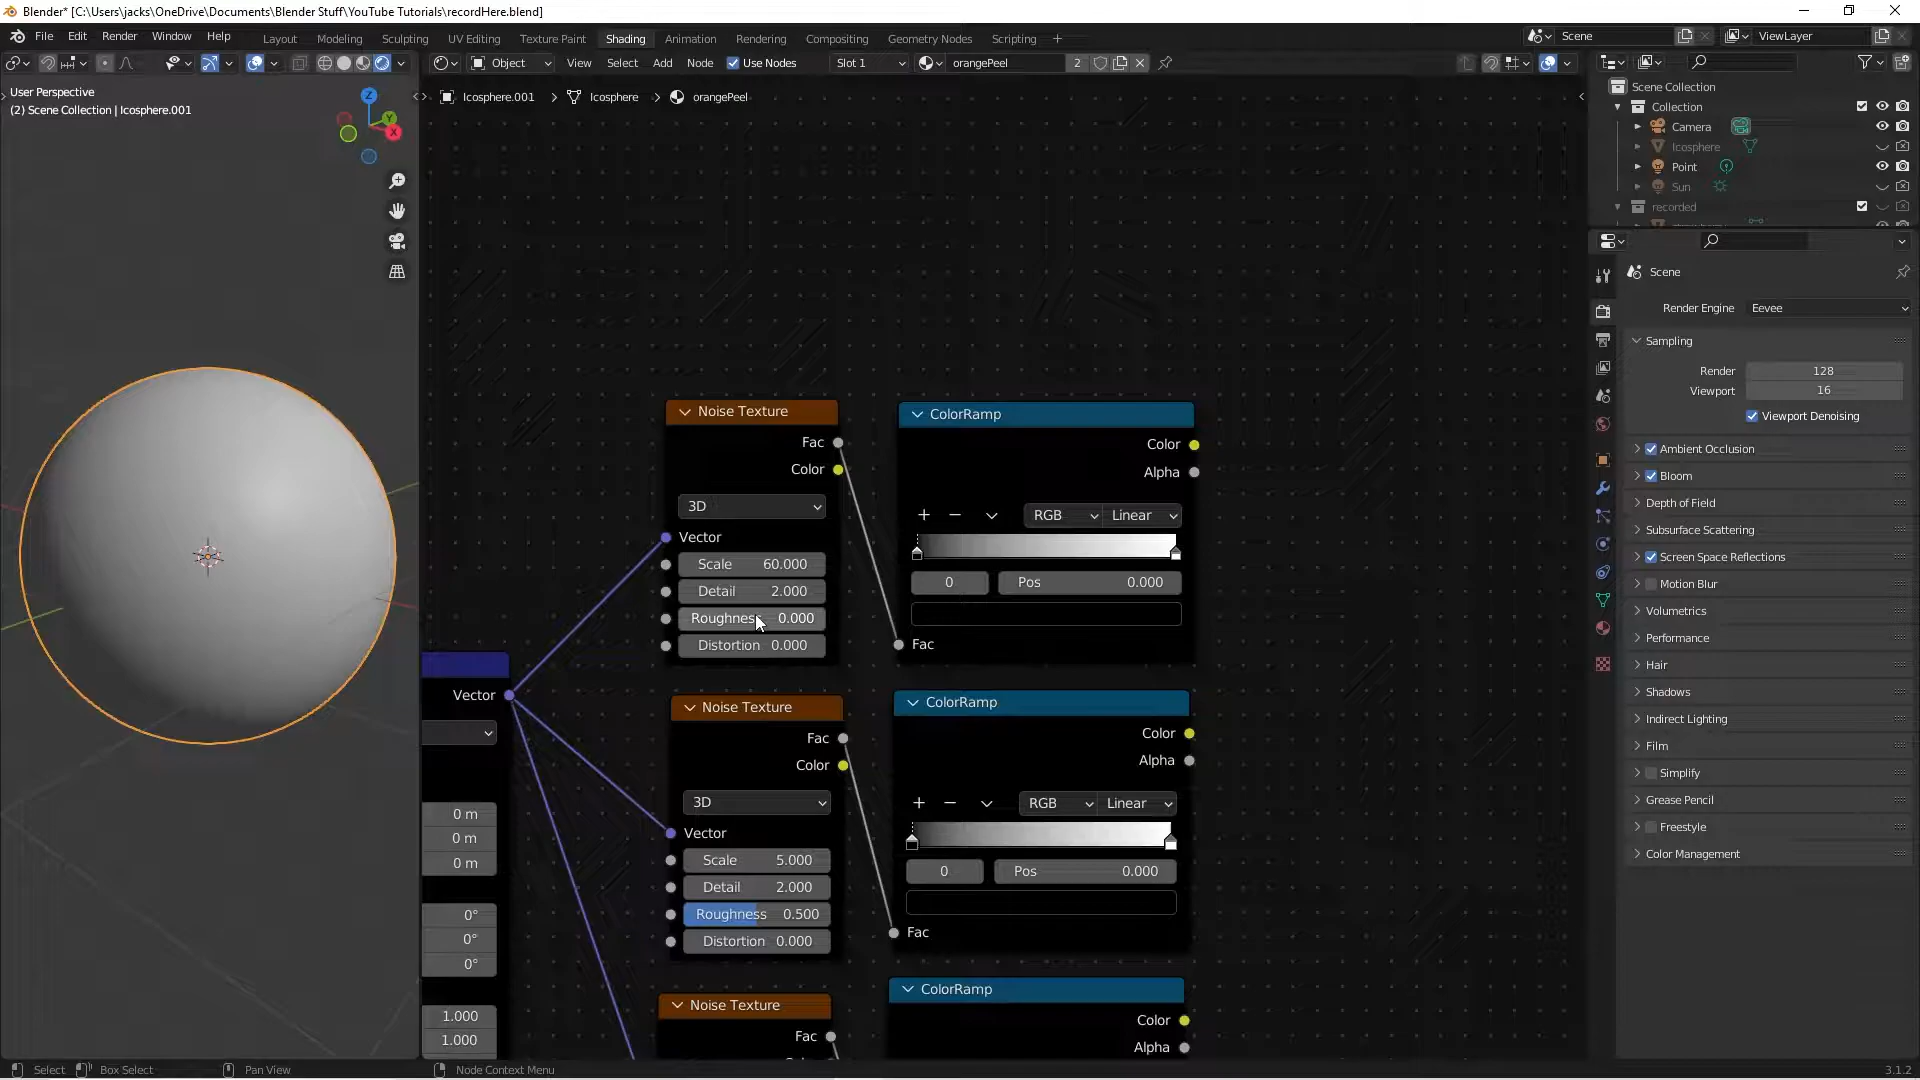 Blender* [C:\Users\jacks\OneDrive\Documents\Blender Stuff\YouTube Tutorials\recordHere.blend]
File Edit Render Window Help Layout Modeling Sculpting UV Editing Texture Paint Shading Animation Rendering Compositing Geometry Nodes Scripting + Scene ViewLayer
Object View Select Add Node Use Nodes Slot 1 orangePeel 2
User Perspective
(2) Scene Collection | Icosphere.001
Z
Y
X
Icosphere.001 > Icosphere > orangePeel
Noise Texture
Fac
Color
3D
Vector
Scale 60.000
Detail 2.000
Roughness 0.000
Distortion 0.000
ColorRamp
Color
Alpha
RGB Linear
0 Pos 0.000
Fac
Vector
0 m
0 m
0 m
0°
0°
0°
1.000
1.000
Noise Texture
Fac
Color
3D
Vector
Scale 5.000
Detail 2.000
Roughness 0.500
Distortion 0.000
ColorRamp
Color
Alpha
RGB Linear
0 Pos 0.000
Fac
Noise Texture
Fac
ColorRamp
Color
Alpha
Scene Collection
Collection
Camera
Icosphere
Point
Sun
recorded
Scene
Render Engine Eevee
Sampling
Render 128
Viewport 16
Viewport Denoising
Ambient Occlusion
Bloom
Depth of Field
Subsurface Scattering
Screen Space Reflections
Motion Blur
Volumetrics
Performance
Hair
Shadows
Indirect Lighting
Film
Simplify
Grease Pencil
Freestyle
Color Management
Select Box Select Pan View Node Context Menu 3.1.2